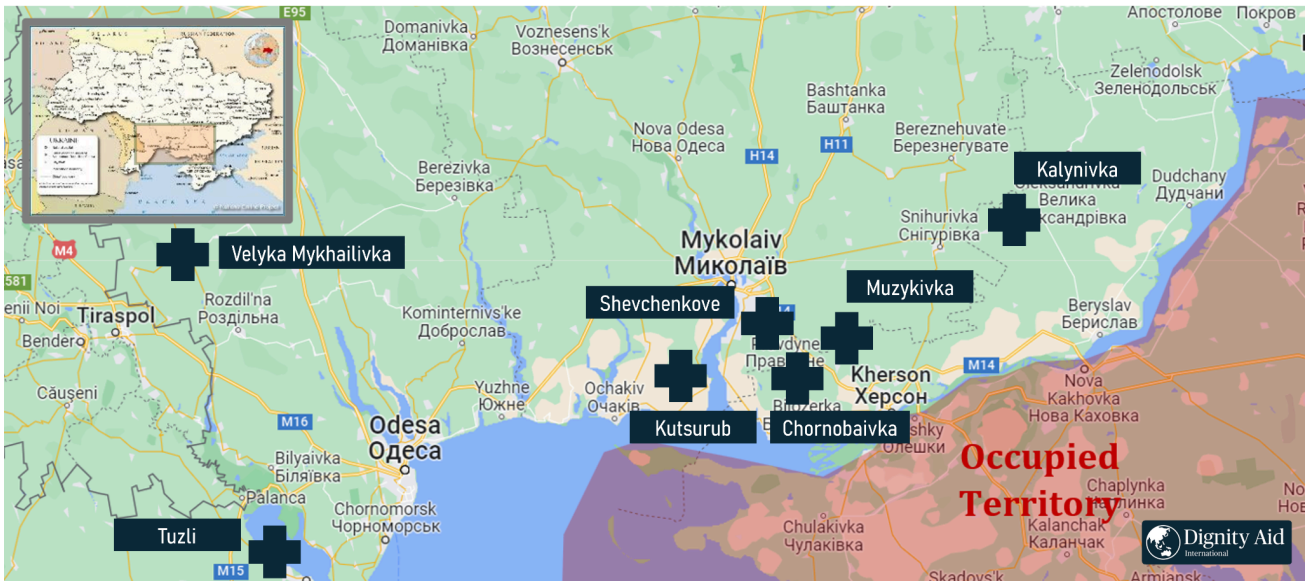 E95
Domanivka
Доманівка
Voznesens'k
Вознесенськ
Апостолове
Покров
Zelenodolsk
Зеленодольськ
Bashtanka
Баштанка
Nova Odesa
Нова Одеса
H14
H11
Bereznehuvate
Березнегувате
Berezivka
Березівка
Kalynivka
Велика
Dudchany
Дудчани
Snihurivka
Снігурівка
M4
Velyka Mykhailivka
Mykolaiv
Миколаїв
581
Rozdil'na
Роздільна
Muzykivka
Shevchenkove
Tiraspol
Bender
Kominternivs'ke
Доброслав
Beryslav
Берислав
M14
Căușeni
Yuzhne
Южне
Ochakiv
Очаків
Kherson
Херсон
Nova
Kakhovka
Нова Каховка
M16
Odesa
Одеса
Kutsurub
Chornobaivka
Олешки
Bilyaivka
Біляївка
Occupied
Territory
Palanca
Chaplynka
Chornomorsk
Чорноморськ
Tuzli
Chulakivka
Чулаківка
Kalanchak
Каланчак
Dignity Aid
International
M15
Skadovs'k
Armiansk